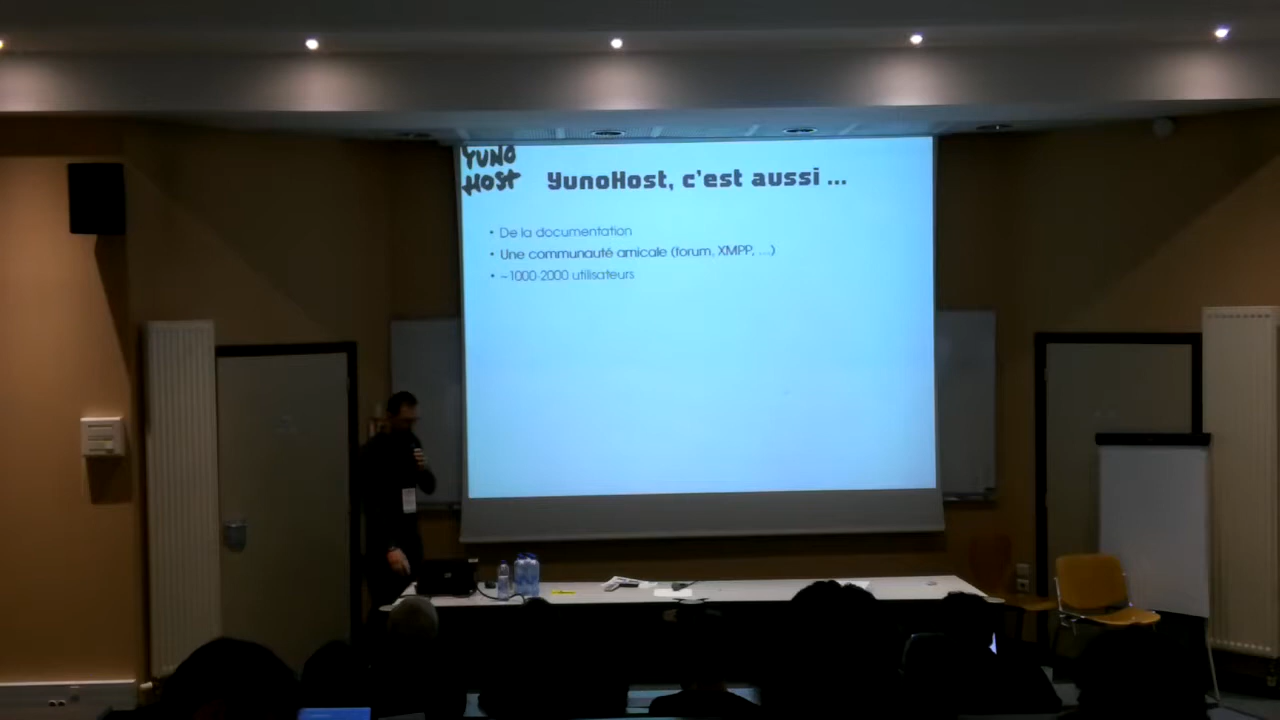 YUNO
HOST
YunoHost, c'est aussi ...
• De la documentation
• Une communauté amicale (forum, XMPP, ...)
• ~1000-2000 utilisateurs